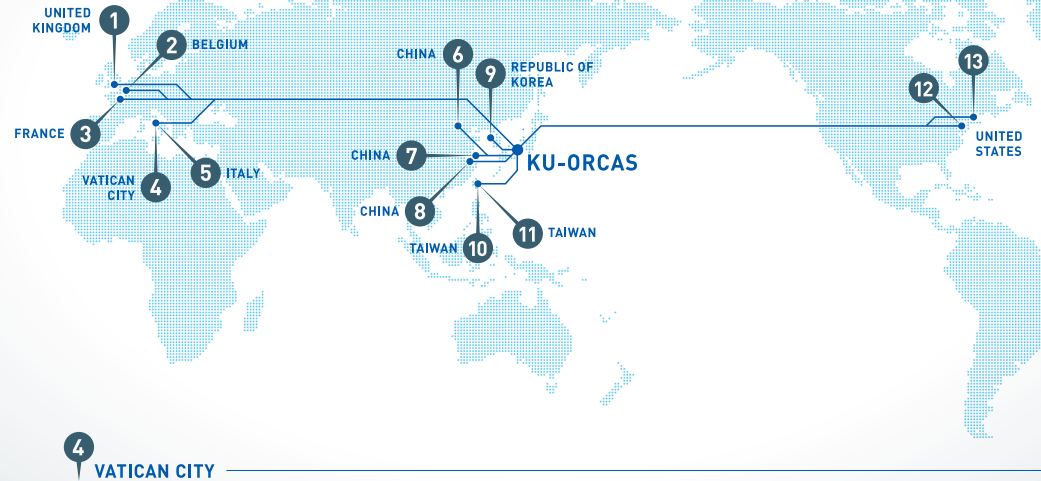 UNITED
KINGDOM
1
2
BELGIUM
FRANCE
3
VATICAN
CITY
4
5
ITALY
CHINA
6
9
REPUBLIC OF
KOREA
CHINA
7
KU-ORCAS
CHINA
8
TAIWAN
10
11
TAIWAN
12
13
UNITED
STATES
4
VATICAN CITY